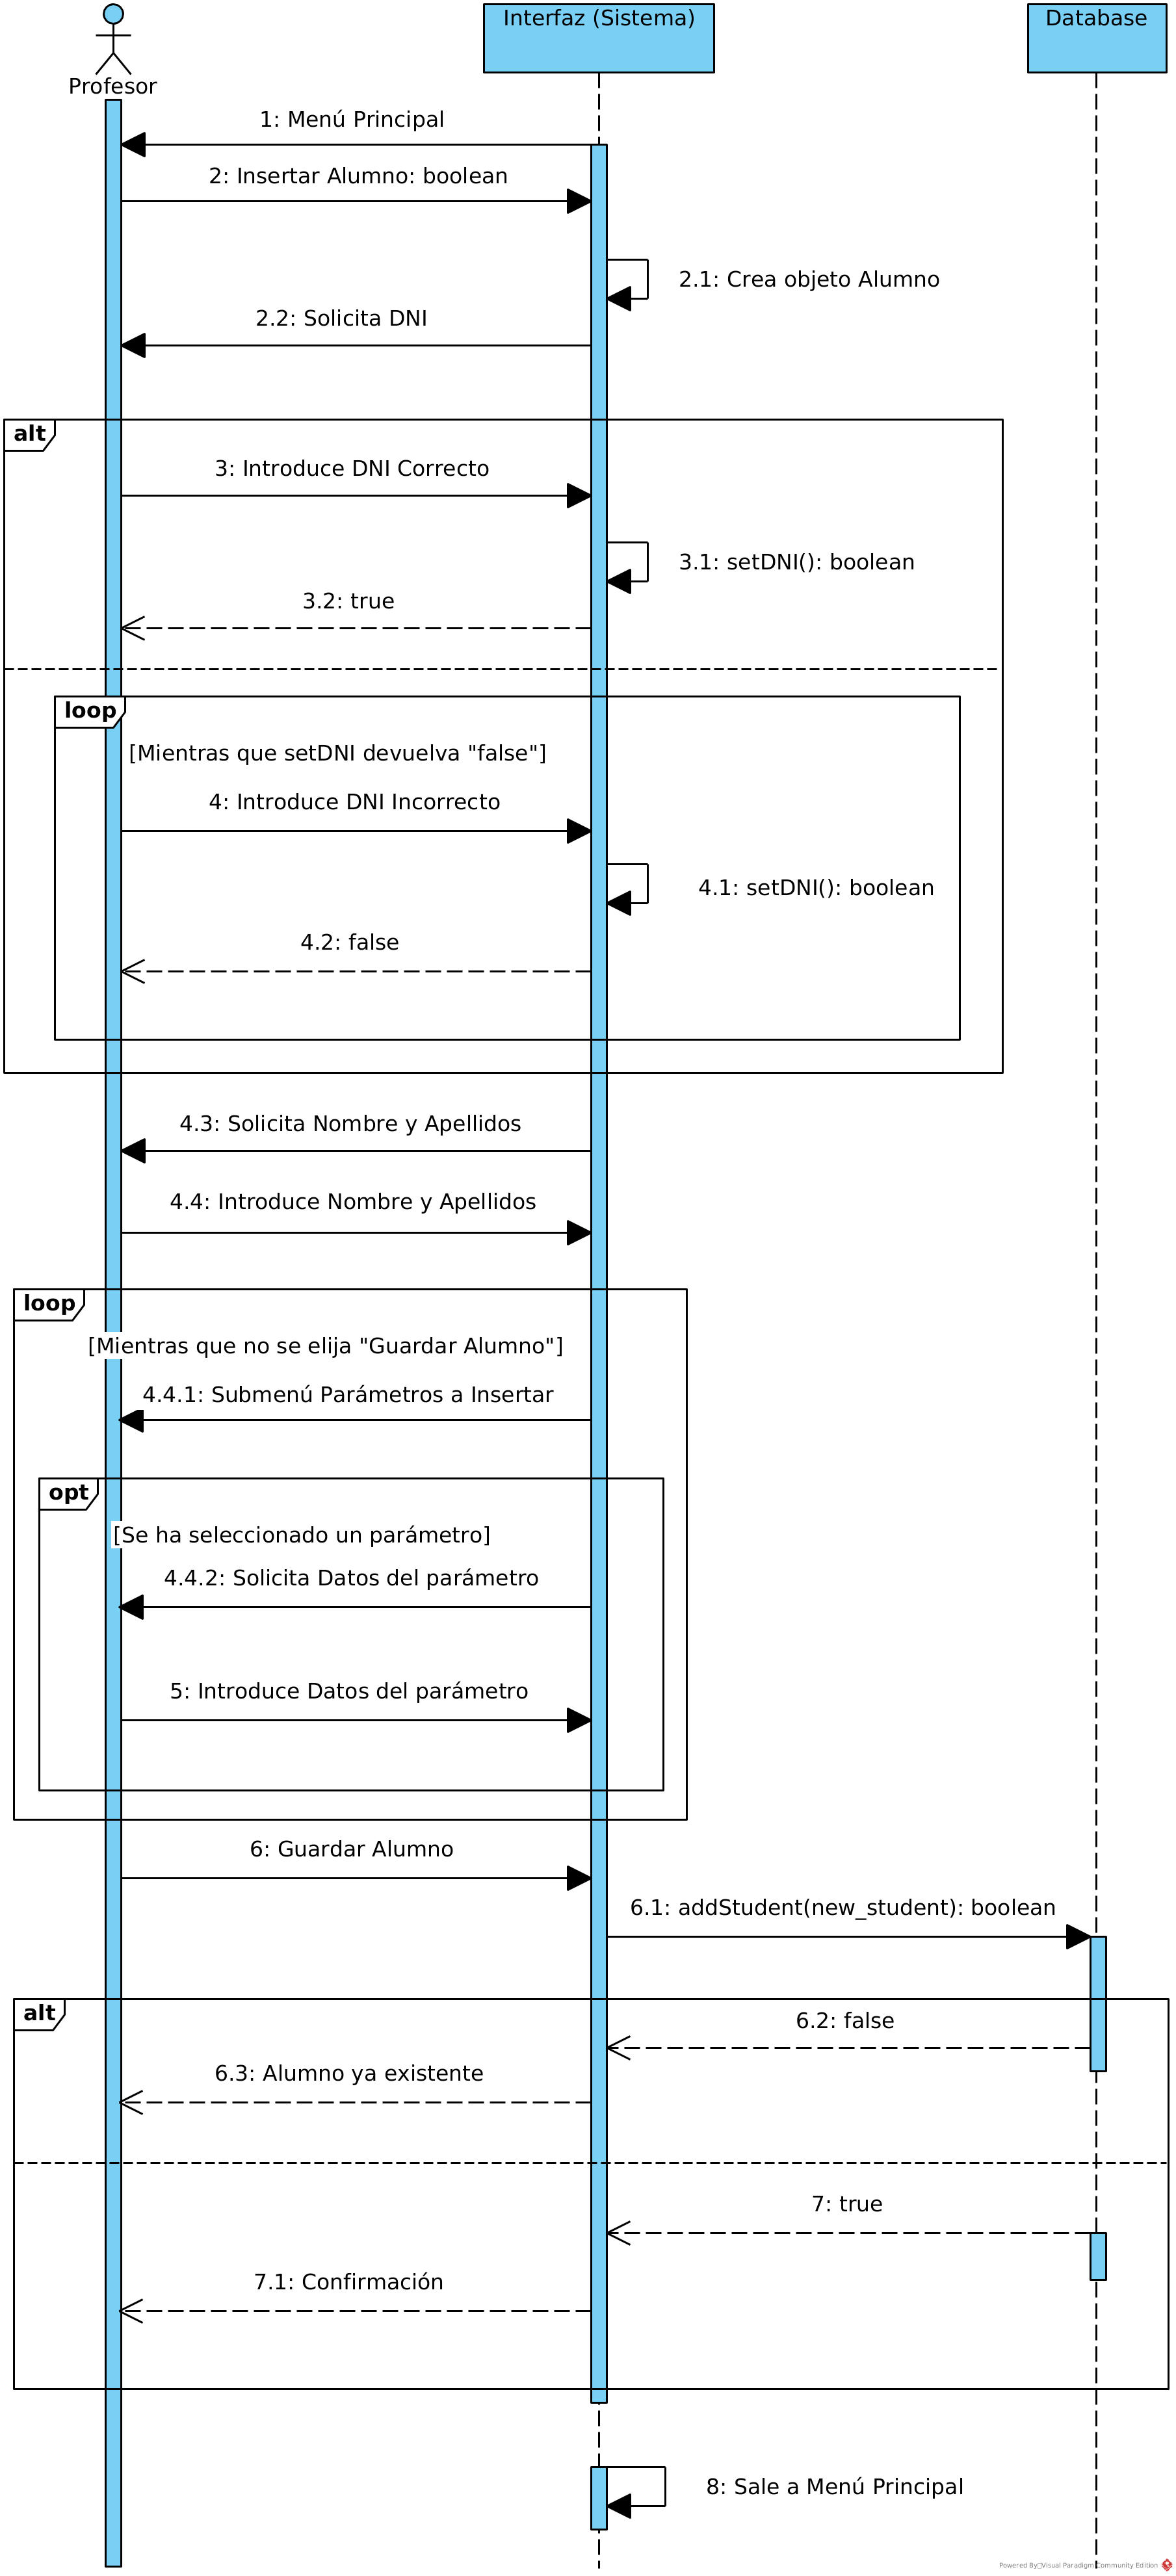 Interfaz (Sistema)
Database
Profesor
1: Menú Principal
2: Insertar Alumno: boolean
2.1: Crea objeto Alumno
2.2: Solicita DNI
alt
3: Introduce DNI Correcto
3.1: setDNI(): boolean
3.2: true
loop
[Mientras que setDNI devuelva "false"]
4: Introduce DNI Incorrecto
4.1: setDNI(): boolean
4.2: false
4.3: Solicita Nombre y Apellidos
4.4: Introduce Nombre y Apellidos
loop
[Mientras que no se elija "Guardar Alumno"]
4.4.1: Submenú Parámetros a Insertar
opt
[Se ha seleccionado un parámetro]
4.4.2: Solicita Datos del parámetro
5: Introduce Datos del parámetro
6: Guardar Alumno
6.1: addStudent(new_student): boolean
alt
6.2: false
6.3: Alumno ya existente
7: true
7.1: Confirmación
8: Sale a Menú Principal
Powered By Visual Paradigm Community Edition